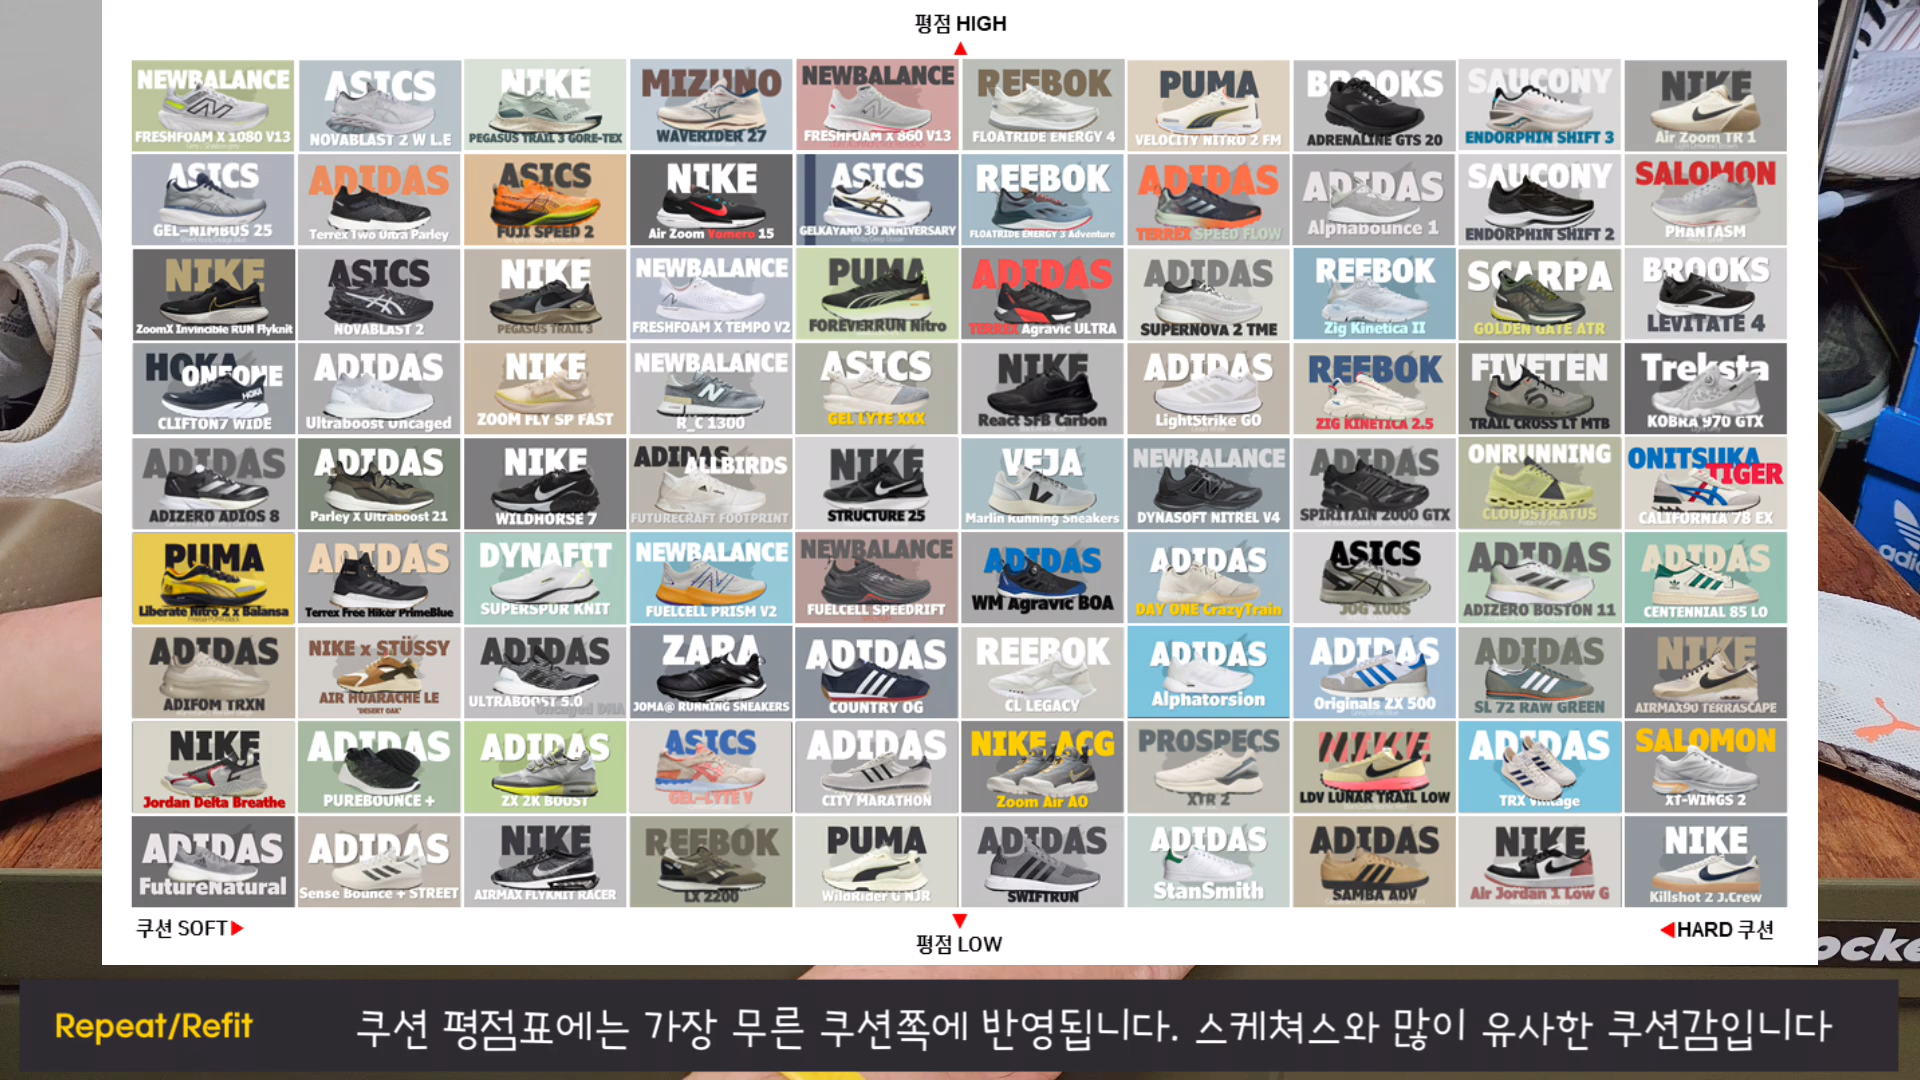 평점 HIGH
NEWBALANCE FRESHFOAM X 1080 V13
ASICS NOVABLAST 2 W L.E
NIKE PEGASUS TRAIL 3 GORE-TEX
MIZUNO WAVERIDER 27
NEWBALANCE FRESHFOAM X 860 V13
REEBOK FLOATRIDE ENERGY 4
PUMA VELOCITY NITRO 2 FM
BROOKS ADRENALINE GTS 20
SAUCONY ENDORPHIN SHIFT 3
NIKE Air Zoom TR 1
ASICS GEL-NIMBUS 25
ADIDAS Terrex Two Ultra Parley
ASICS FUJI SPEED 2
NIKE Air Zoom Vomero 15
ASICS GELKAYANO 30 ANNIVERSARY
REEBOK FLOATRIDE ENERGY 3 Adventure
ADIDAS TERREX SPEED FLOW
ADIDAS Alphabounce 1
SAUCONY ENDORPHIN SHIFT 2
SALOMON PHANTASM
NIKE ZoomX Invincible RUN Flyknit
ASICS NOVABLAST 2
NIKE PEGASUS TRAIL 3
NEWBALANCE FRESHFOAM X TEMPO V2
PUMA FOREVERRUN Nitro
ADIDAS TERREX Agravic ULTRA
ADIDAS SUPERNOVA 2 TME
REEBOK Zig Kinetica II
SCARPA GOLDEN GATE ATR
BROOKS LEVITATE 4
HOKA ONEONE CLIFTON7 WIDE
ADIDAS Ultraboost Uncaged
NIKE ZOOM FLY SP FAST
NEWBALANCE R_C 1300
ASICS GEL LYTE XXX
NIKE React SFB Carbon
ADIDAS LightStrike GO
REEBOK ZIG KINETICA 2.5
FIVETEN TRAIL CROSS LT MTB
Treksta KOBRA 970 GTX
ADIDAS ADIZERO ADIOS 8
ADIDAS Parley X Ultraboost 21
NIKE WILDHORSE 7
ADIDAS ALLBIRDS FUTURECRAFT FOOTPRINT
NIKE STRUCTURE 25
VEJA Marlin Running Sneakers
NEWBALANCE DYNASOFT NITREL V4
ADIDAS SPIRITAIN 2000 GTX
ONRUNNING CLOUDSTRATUS
ONITSUKA TIGER CALIFORNIA 78 EX
PUMA Liberate Nitro 2 x Balansa
ADIDAS Terrex Free Hiker PrimeBlue
DYNAFIT SUPERSPUR KNIT
NEWBALANCE FUELCELL PRISM V2
NEWBALANCE FUELCELL SPEEDRIFT
ADIDAS WM Agravic BOA
ADIDAS DAY ONE CrazyTrain
ASICS JOG 100S
ADIDAS ADIZERO BOSTON 11
ADIDAS CENTENNIAL 85 LO
ADIDAS ADIFOM TRXN
NIKE x STÜSSY AIR HUARACHE LE 'DESERT OAK'
ADIDAS ULTRABOOST 5.0 Uncaged DNA
ZARA JOMA@ RUNNING SNEAKERS
ADIDAS COUNTRY OG
REEBOK CL LEGACY
ADIDAS Alphatorsion
ADIDAS Originals 2X 500
ADIDAS SL 72 RAW GREEN
NIKE AIRMAX90 TERRASCAPE
NIKE Jordan Delta Breathe
ADIDAS PUREBOUNCE +
ADIDAS ZX 2K BOOST
ASICS GEL-LYTE V
ADIDAS CITY MARATHON
NIKE ACG Zoom Air AO
PROSPECS XTR 2
NIKE LDV LUNAR TRAIL LOW
ADIDAS TRX Vintage
SALOMON XT-WINGS 2
ADIDAS FutureNatural
ADIDAS Sense Bounce + STREET
NIKE AIRMAX FLYKNIT RACER
REEBOK LX 2200
PUMA WildRider G NJR
ADIDAS SWIFTRUN
ADIDAS StanSmith
ADIDAS SAMBA ADV
NIKE Air Jordan 1 Low G
NIKE Killshot 2 J.Crew
쿠션 SOFT
평점 LOW
HARD 쿠션
Repeat/Refit
쿠션 평점표에는 가장 무른 쿠션쪽에 반영됩니다. 스케쳐스와 많이 유사한 쿠션감입니다